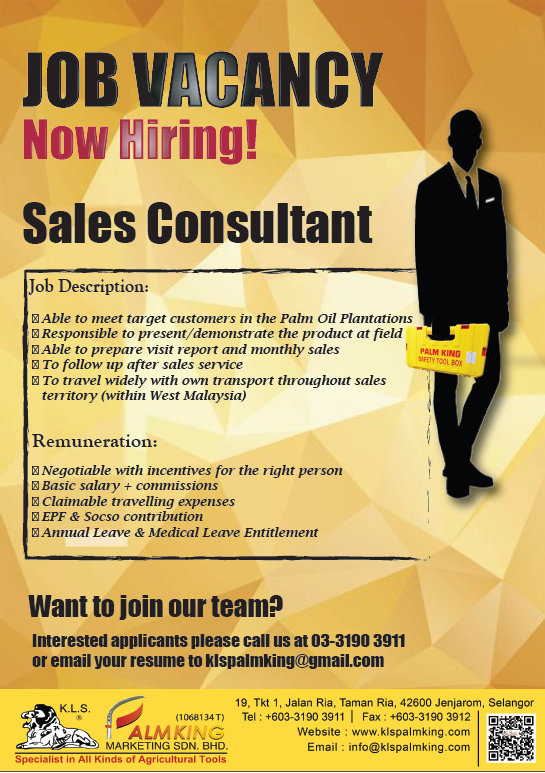 JOB VACANCY
Now Hiring!
Sales Consultant
Job Description:
Able to meet target customers in the Palm Oil Plantations
Responsible to present/demonstrate the product at field
Able to prepare visit report and monthly sales
To follow up after sales service
To travel widely with own transport throughout sales
territory (within West Malaysia)
PALM KING
SAFETY TOOL BOX
Remuneration:
Negotiable with incentives for the right person
Basic salary + commissions
Claimable travelling expenses
EPF & Socso contribution
Annual Leave & Medical Leave Entitlement
Want to join our team?
Interested applicants please call us at 03-3190 3911
or email your resume to klspalmking@gmail.com
K.L.S.
®
(1068134 T)
PALMKING
MARKETING SDN. BHD.
Specialist in All Kinds of Agricultural Tools
19, Tkt 1, Jalan Ria, Taman Ria, 42600 Jenjarom, Selangor
Tel : +603-3190 3911 | Fax : +603-3190 3912
Website : www.klspalmking.com
Email : info@klspalmking.com